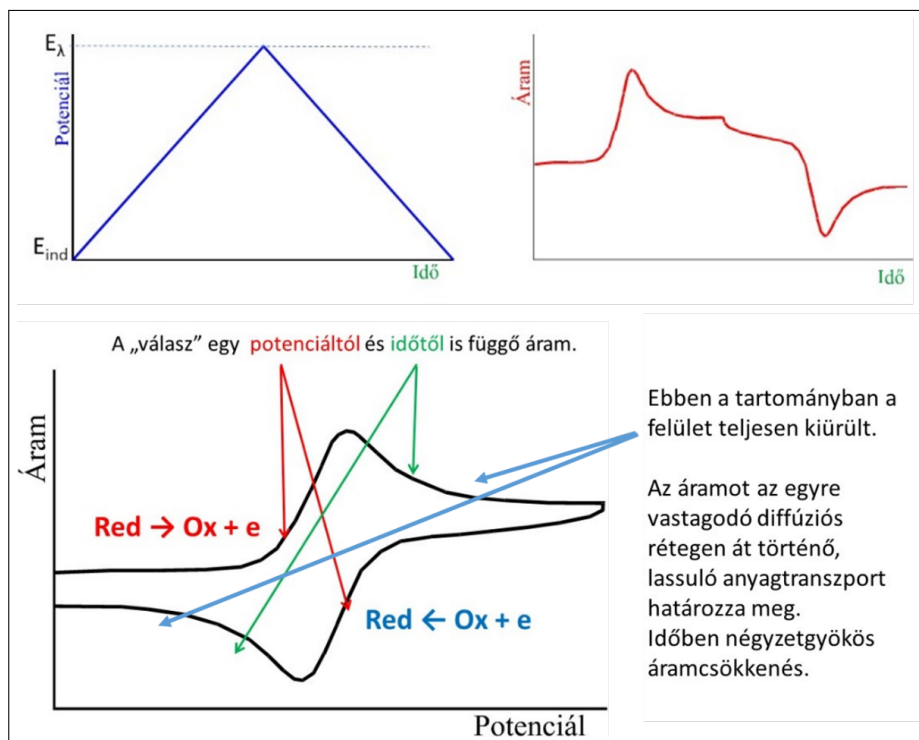 E_λ
Potenciál
E_ind
Idő
Áram
Idő
A „válasz” egy potenciáltól és időtől is függő áram.
Áram
Red → Ox + e
Red ← Ox + e
Potenciál
Ebben a tartományban a
felület teljesen kiürült.
Az áramot az egyre
vastagodó diffúziós
rétegen át történő,
lassuló anyagtranszport
határozza meg.
Időben négyzetgyökös
áramcsökkenés.